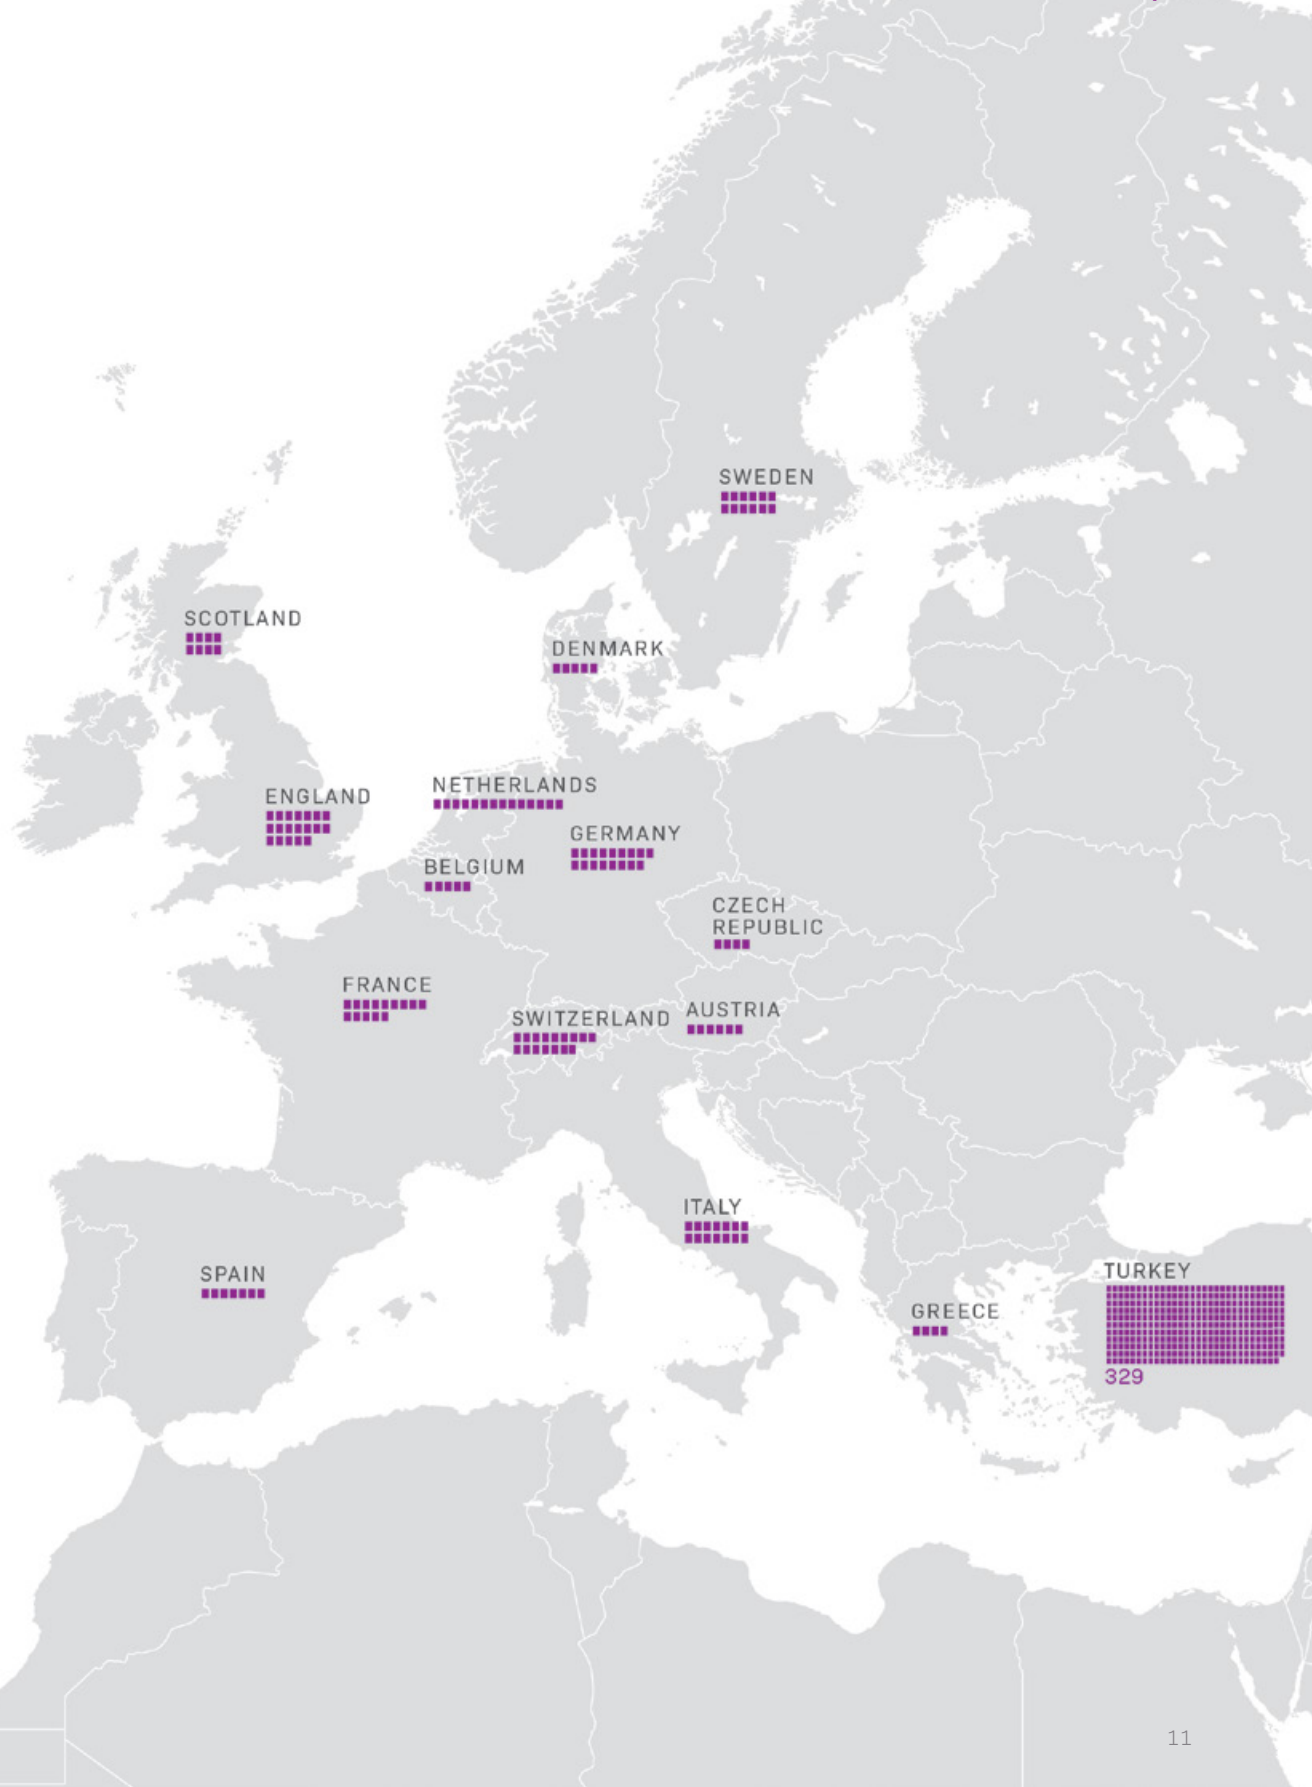 SWEDEN
SCOTLAND
DENMARK
NETHERLANDS
ENGLAND
GERMANY
BELGIUM
CZECH
REPUBLIC
FRANCE
SWITZERLAND
AUSTRIA
ITALY
SPAIN
TURKEY
GREECE
329
11